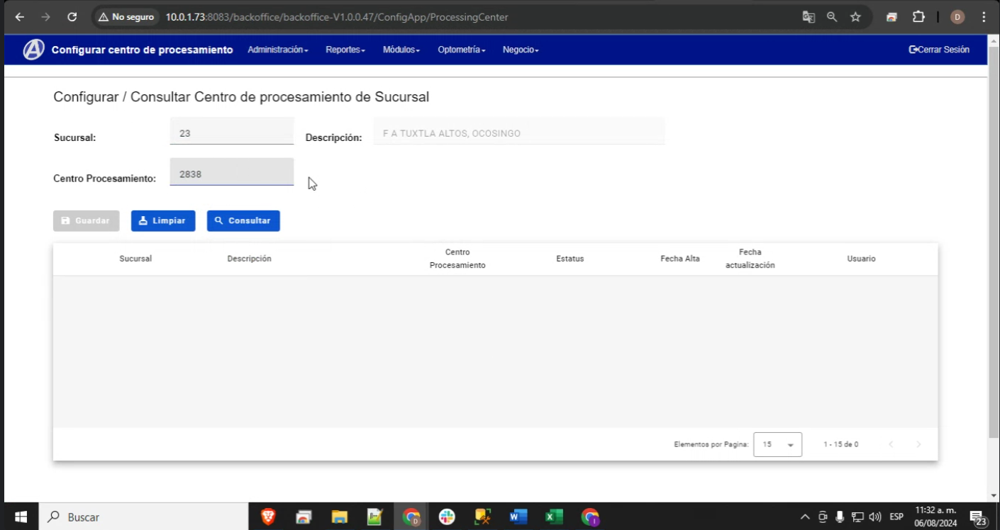 No seguro 10.0.1.73:8083/backoffice/backoffice-V1.0.0.47/ConfigApp/ProcessingCenter D
Configurar centro de procesamiento Administración Reportes Módulos Optometría Negocio Cerrar Sesión
Configurar / Consultar Centro de procesamiento de Sucursal
Sucursal: 23 Descripción: F A TUXTLA ALTOS, OCOSINGO
Centro Procesamiento: 2838
Guardar Limpiar Consultar
Sucursal Descripción Centro Procesamiento Estatus Fecha Alta Fecha actualización Usuario
Elementos por Pagina: 15 1 - 15 de 0
Buscar ESP 11:32 a. m.
06/08/2024 23